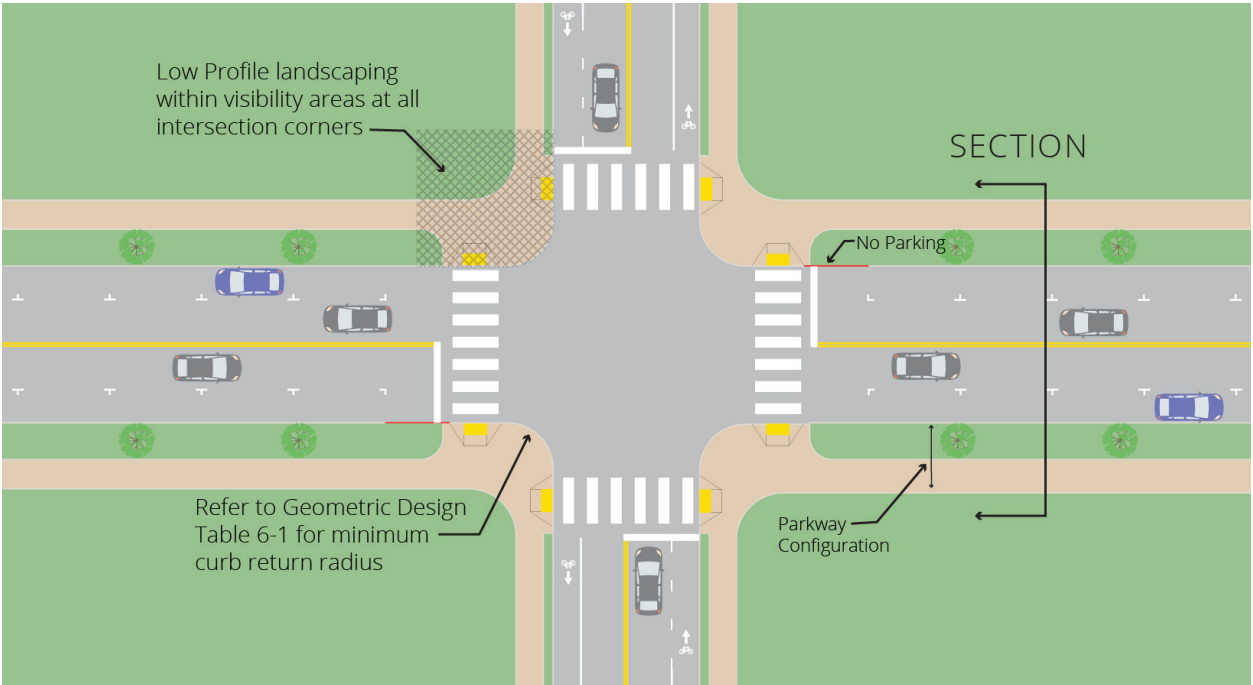 Low Profile landscaping
within visibility areas at all
intersection corners
SECTION
No Parking
Refer to Geometric Design
Table 6-1 for minimum
curb return radius
Parkway
Configuration